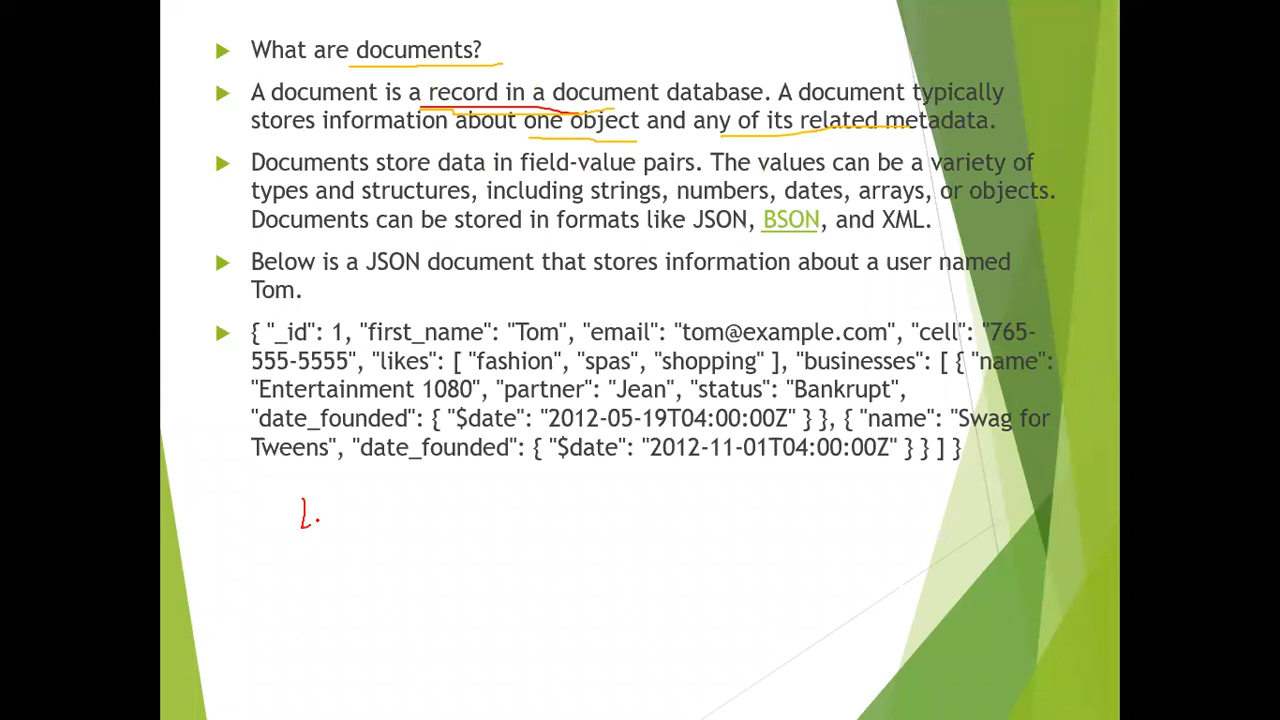 What are documents?
A document is a record in a document database. A document typically
stores information about one object and any of its related metadata.
Documents store data in field-value pairs. The values can be a variety of
types and structures, including strings, numbers, dates, arrays, or objects.
Documents can be stored in formats like JSON, BSON, and XML.
Below is a JSON document that stores information about a user named
Tom.
{ "_id": 1, "first_name": "Tom", "email": "tom@example.com", "cell": "765-
555-5555", "likes": [ "fashion", "spas", "shopping" ], "businesses": [ { "name":
"Entertainment 1080", "partner": "Jean", "status": "Bankrupt",
"date_founded": { "$date": "2012-05-19T04:00:00Z" } }, { "name": "Swag for
Tweens", "date_founded": { "$date": "2012-11-01T04:00:00Z" } } ] }